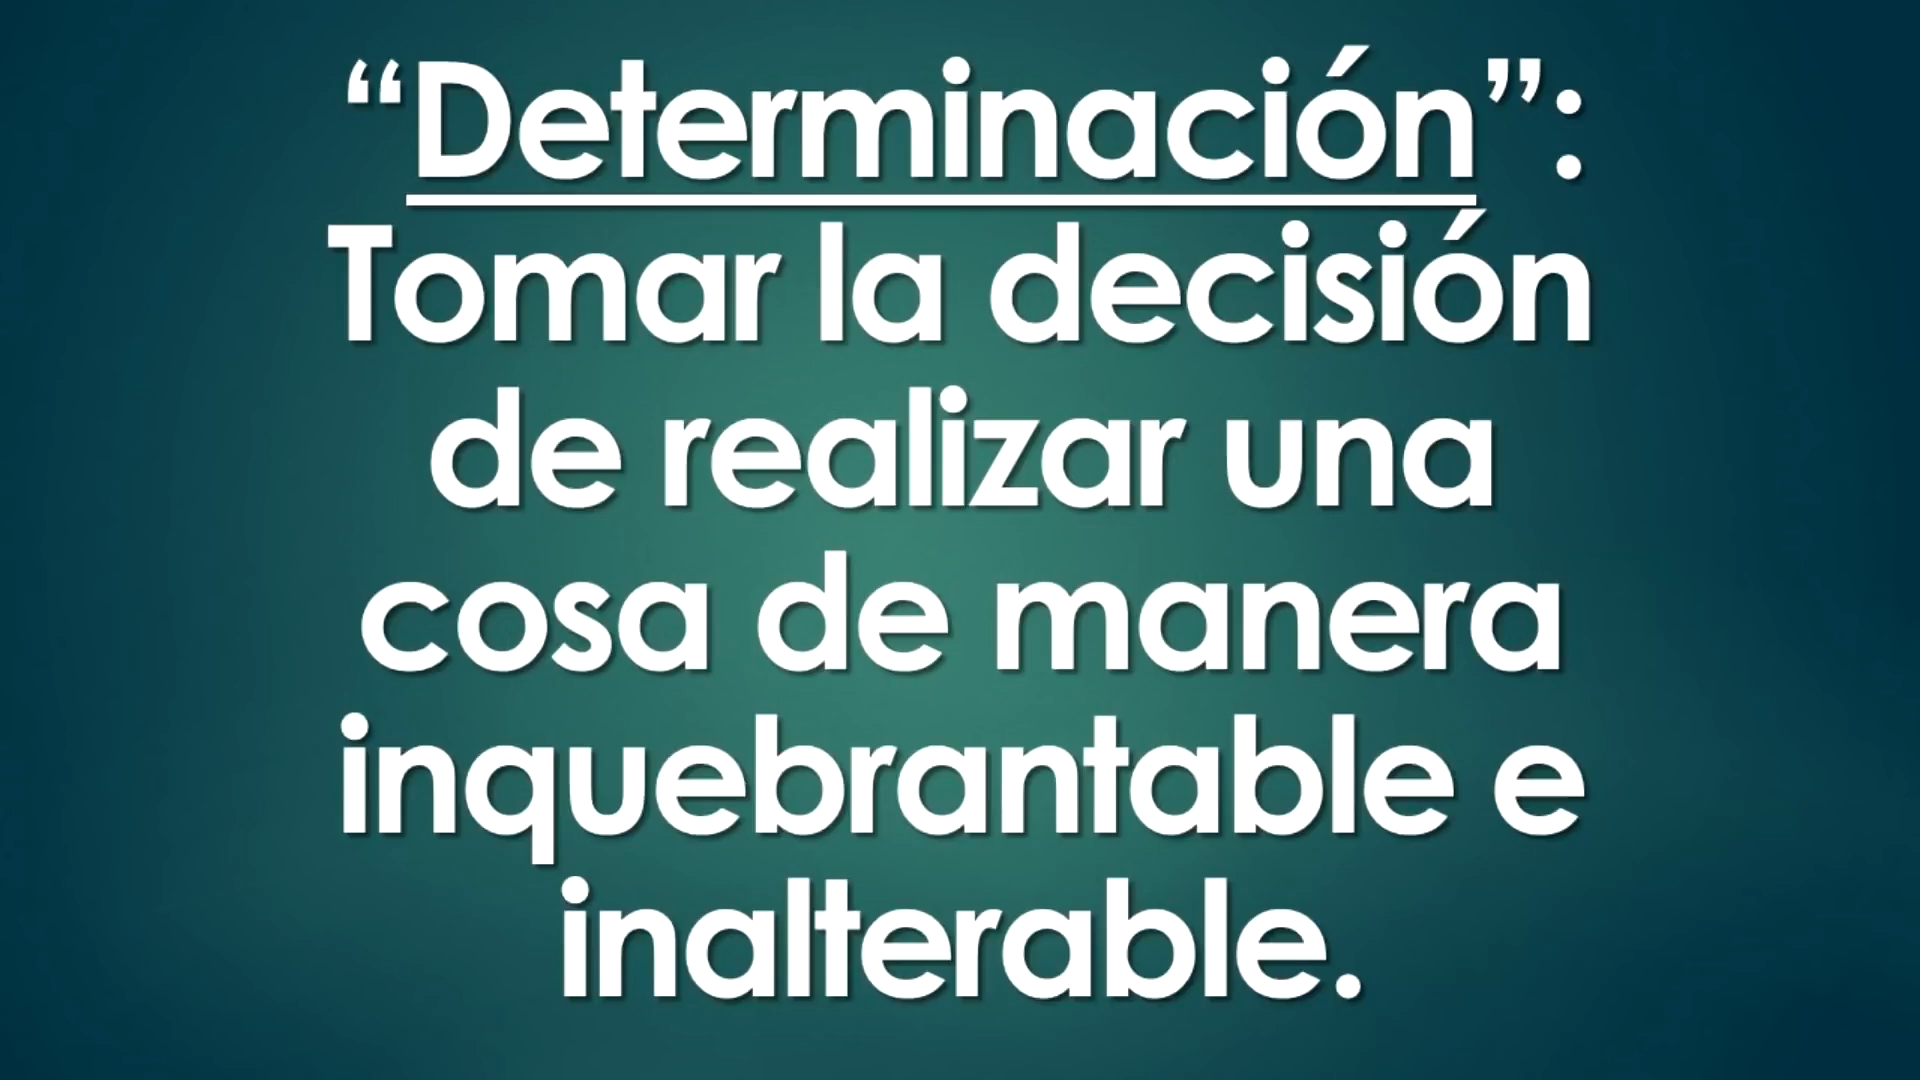 “Determinación”:
Tomar la decisión
de realizar una
cosa de manera
inquebrantable e
inalterable.